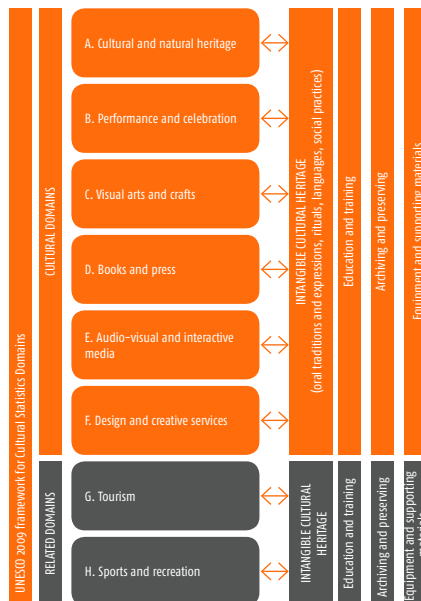 UNESCO 2009 framework for Cultural Statistics Domains
CULTURAL DOMAINS
A. Cultural and natural heritage
B. Performance and celebration
C. Visual arts and crafts
D. Books and press
E. Audio-visual and interactive
media
F. Design and creative services
INTANGIBLE CULTURAL HERITAGE
(oral traditions and expressions, rituals, languages, social practices)
Education and training
Archiving and preserving
Equipment and supporting materials
RELATED DOMAINS
G. Tourism
H. Sports and recreation
INTANGIBLE CULTURAL
HERITAGE
Education and training
Archiving and preserving
Equipment and supporting
materials